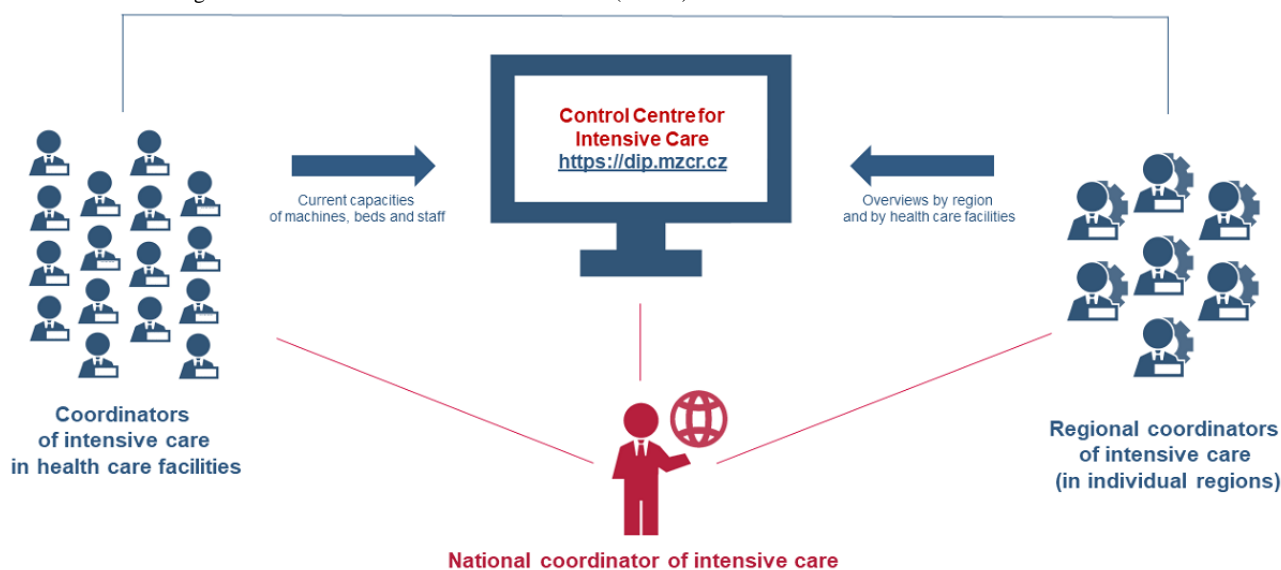 Control Centre for
Intensive Care
https://dip.mzcr.cz
Current capacities
of machines, beds and staff
Overviews by region
and by health care facilities
Coordinators
of intensive care
in health care facilities
Regional coordinators
of intensive care
(in individual regions)
National coordinator of intensive care